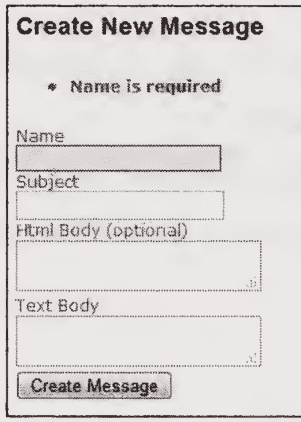 Create New Message
• Name is required
Name
Subject
Html Body (optional)
Text Body
Create Message